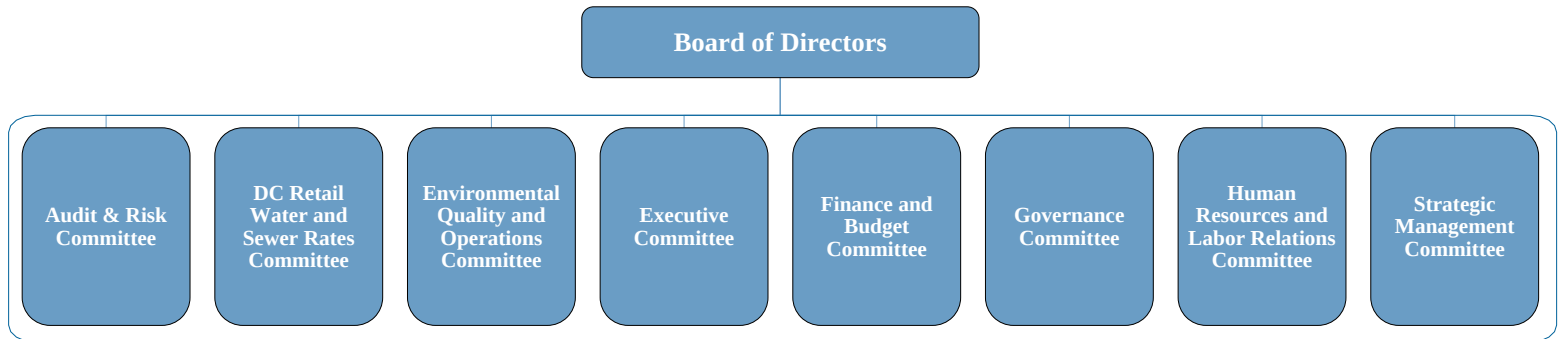 Board of Directors
Audit & Risk
Committee
DC Retail
Water and
Sewer Rates
Committee
Environmental
Quality and
Operations
Committee
Executive
Committee
Finance and
Budget
Committee
Governance
Committee
Human
Resources and
Labor Relations
Committee
Strategic
Management
Committee